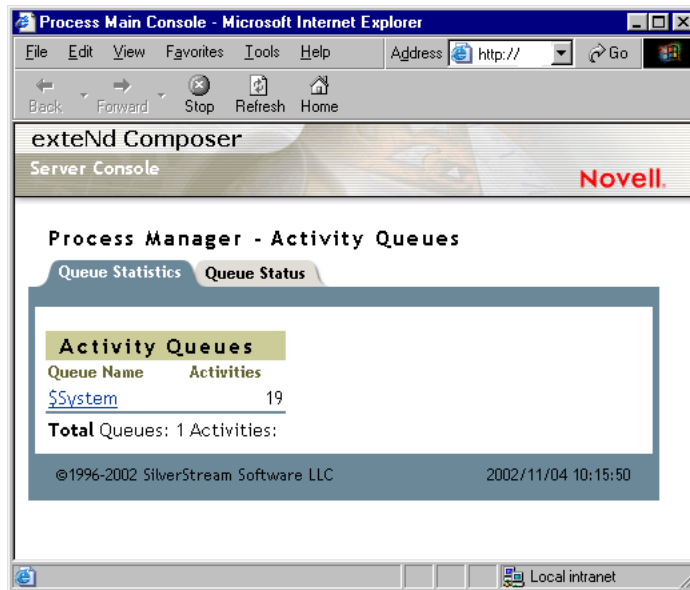 Process Main Console - Microsoft Internet Explorer
File Edit View Favorites Tools Help Address http:// Go
Back Forward Stop Refresh Home
exteNd Composer
Server Console
Novell.
Process Manager - Activity Queues
Queue Statistics Queue Status
Activity Queues
Queue Name Activities
$System 19
Total Queues: 1 Activities:
©1996-2002 SilverStream Software LLC 2002/11/04 10:15:50
Local intranet